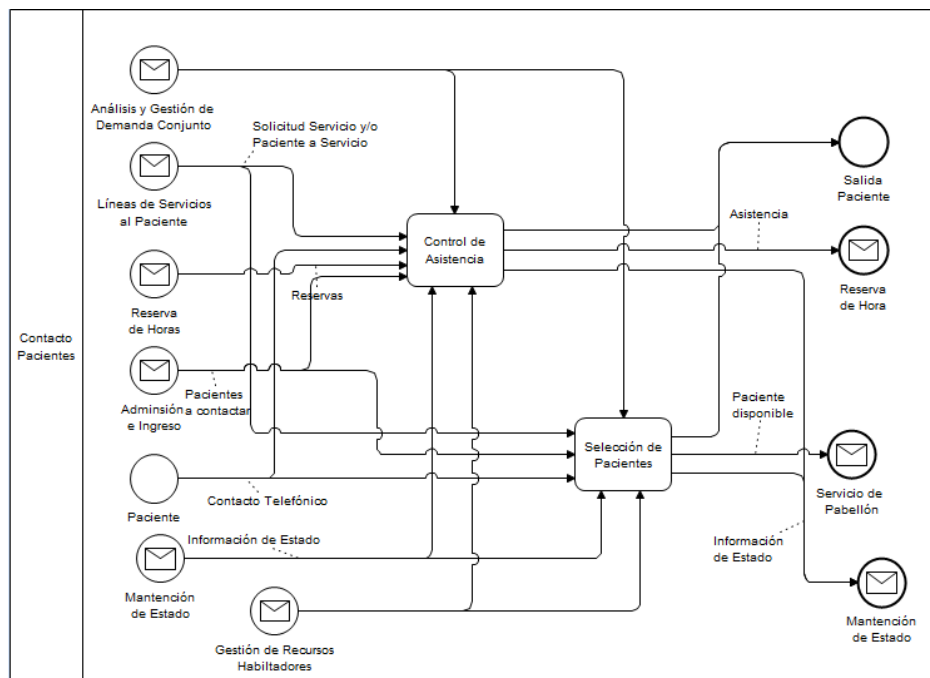 Contacto
Pacientes
Análisis y Gestión de
Demanda Conjunto
Solicitud Servicio y/o
Paciente a Servicio
Líneas de Servicios
al Paciente
Salida
Paciente
Asistencia
Control de
Asistencia
Reservas
Reserva
de Horas
Reserva
de Hora
Pacientes
a contactar
Adminsión
e Ingreso
Paciente
disponible
Selección de
Pacientes
Contacto Telefónico
Paciente
Servicio de
Pabellón
Información de Estado
Información
de Estado
Mantención
de Estado
Gestión de Recursos
Habiltadores
Mantención
de Estado